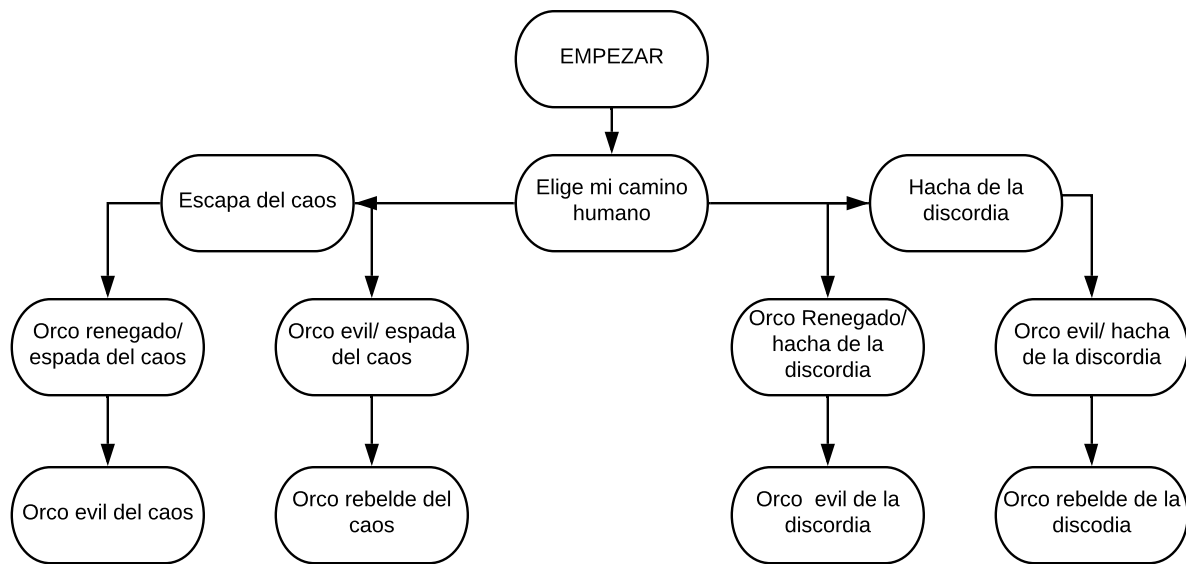 EMPEZAR
Escapa del caos
Elige mi camino
humano
Hacha de la
discordia
Orco renegado/
espada del caos
Orco evil/ espada
del caos
Orco Renegado/
hacha de la
discordia
Orco evil/ hacha
de la discordia
Orco evil del caos
Orco rebelde del
caos
Orco  evil de la
discordia
Orco rebelde de la
discodia